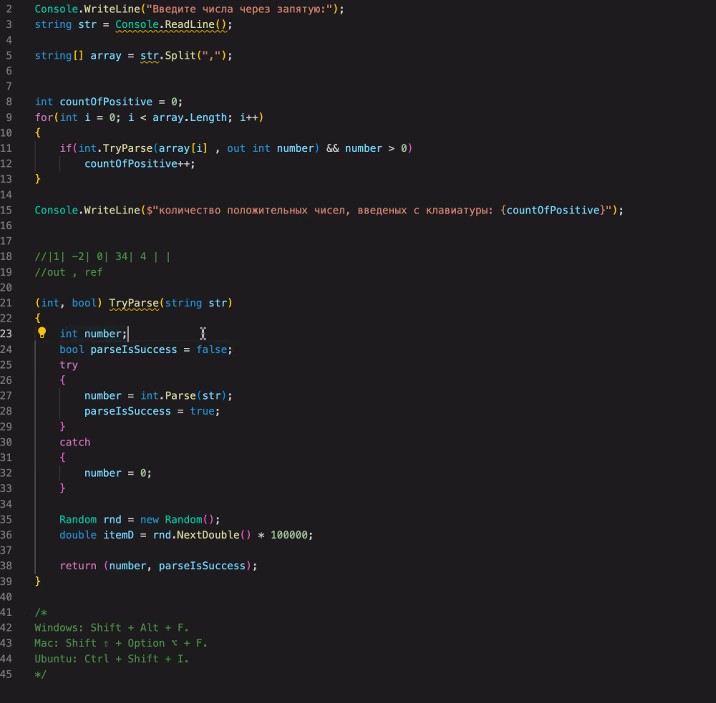 2 Console.WriteLine("Введите числа через запятую:");
3 string str = Console.ReadLine();
4
5 string[] array = str.Split(",");
6
7
8 int countOfPositive = 0;
9 for(int i = 0; i < array.Length; i++)
10 {
11 if(int.TryParse(array[i] , out int number) && number > 0)
12 countOfPositive++;
13 }
14
15 Console.WriteLine($"количество положительных чисел, введеных с клавиатуры: {countOfPositive}");
16
17
18 //|1| -2| 0| 34| 4 | |
19 //out , ref
20
21 (int, bool) TryParse(string str)
22 {
23 int number;
24 bool parseIsSuccess = false;
25 try
26 {
27 number = int.Parse(str);
28 parseIsSuccess = true;
29 }
30 catch
31 {
32 number = 0;
33 }
34
35 Random rnd = new Random();
36 double itemD = rnd.NextDouble() * 100000;
37
38 return (number, parseIsSuccess);
39 }
40
41 /*
42 Windows: Shift + Alt + F.
43 Mac: Shift ⇧ + Option ⌥ + F.
44 Ubuntu: Ctrl + Shift + I.
45 */